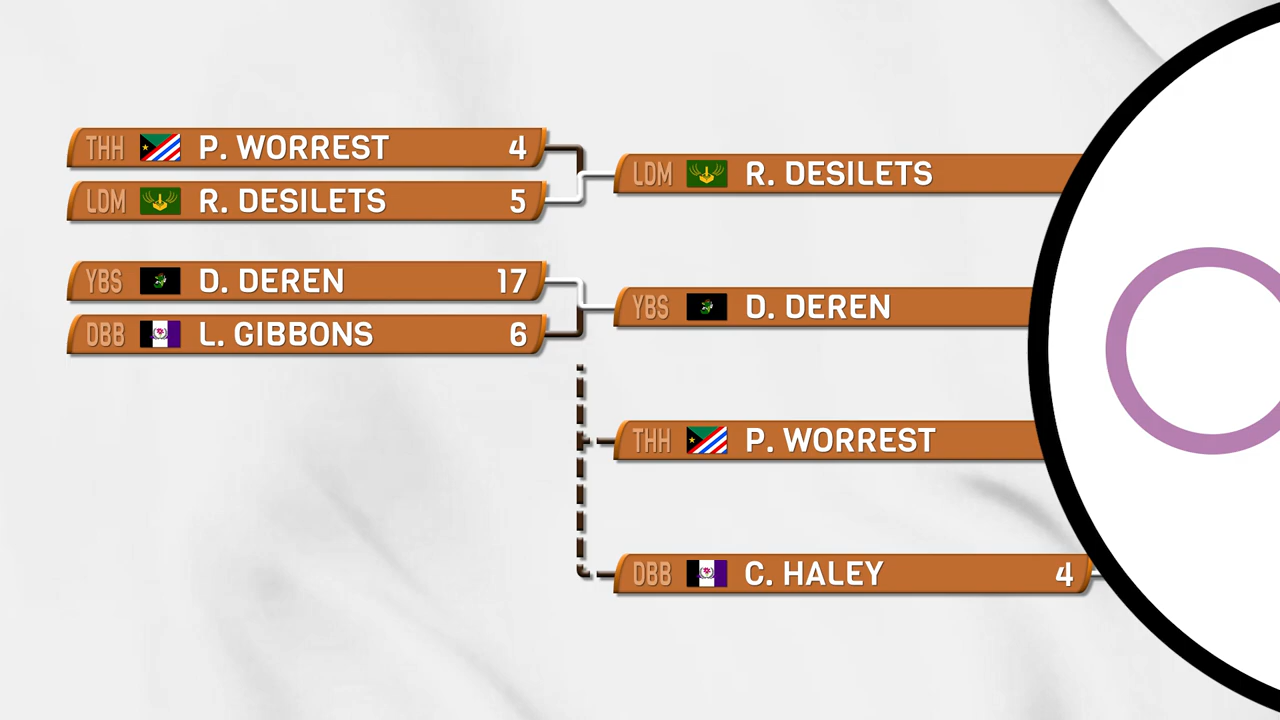 THH P. WORREST 4
LDM R. DESILETS 5
YBS D. DEREN 17
DBB L. GIBBONS 6
LDM R. DESILETS
YBS D. DEREN
THH P. WORREST
DBB C. HALEY 4